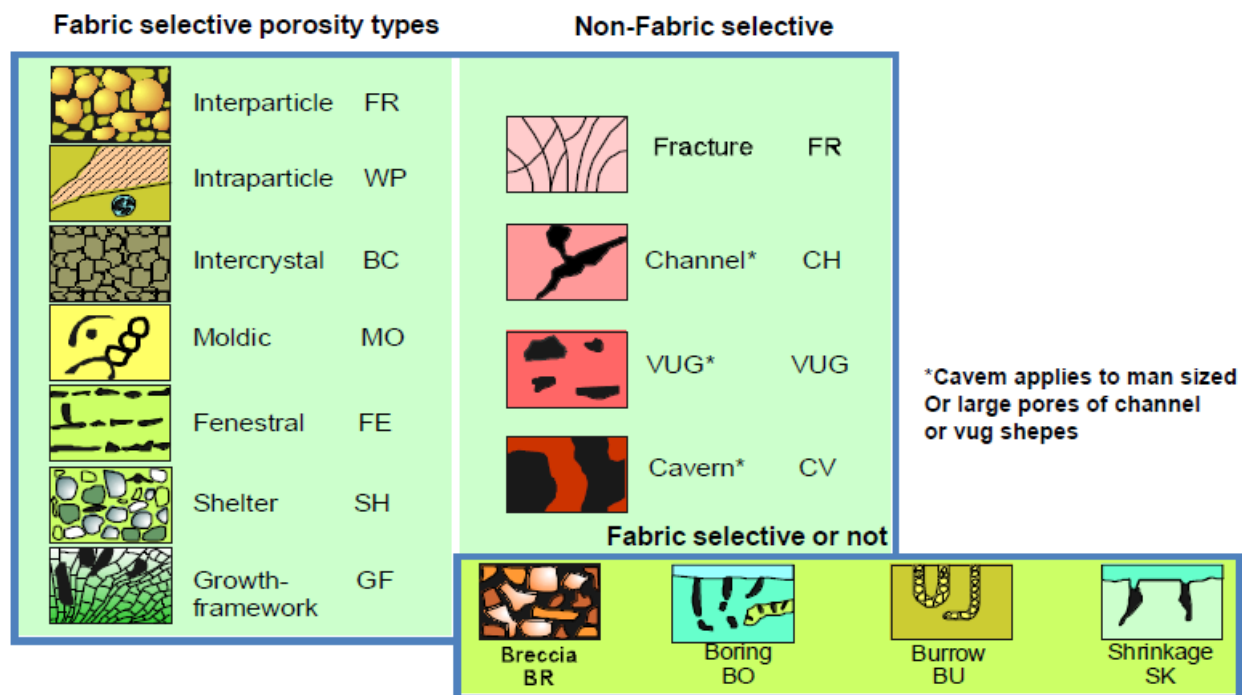 Fabric selective porosity types
Non-Fabric selective
Interparticle FR
Intraparticle WP
Intercrystal BC
Moldic MO
Fenestral FE
Shelter SH
Growth-
framework GF
Fracture FR
Channel* CH
VUG* VUG
Cavern* CV
*Cavem applies to man sized
Or large pores of channel
or vug shepes
Fabric selective or not
Breccia
BR
Boring
BO
Burrow
BU
Shrinkage
SK